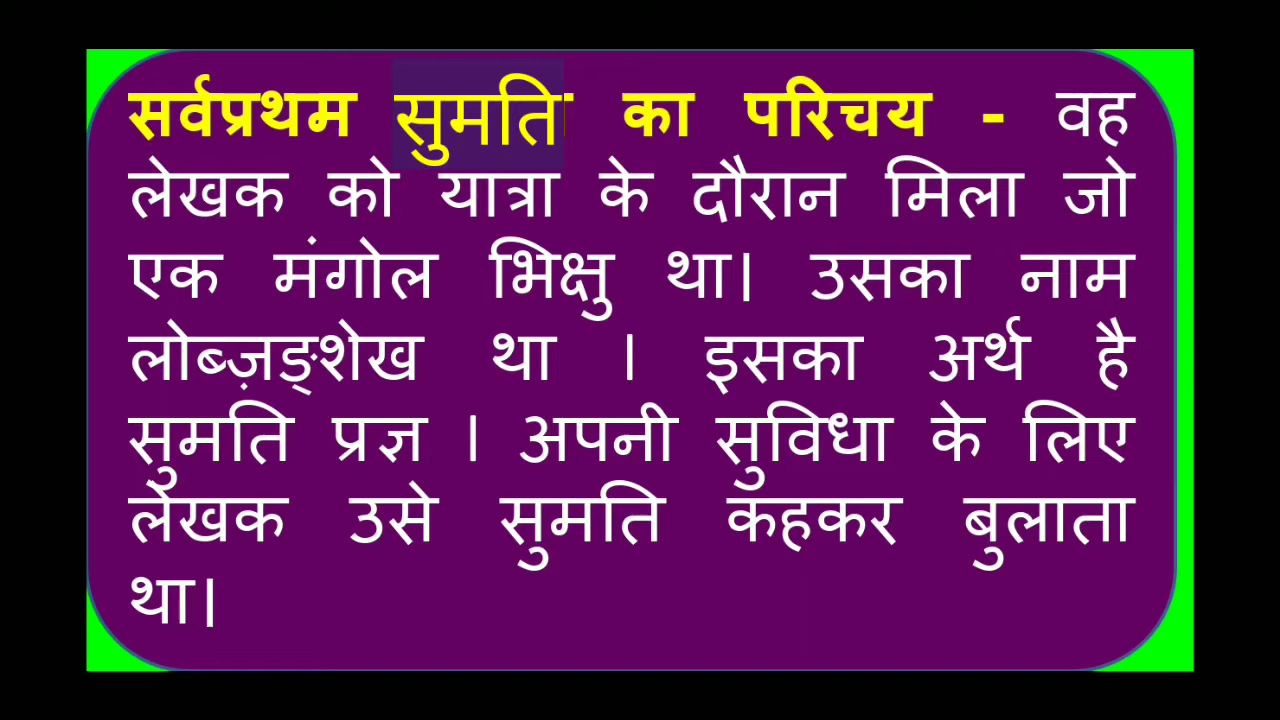 सर्वप्रथम सुमति का परिचय - वह
लेखक को यात्रा के दौरान मिला जो
एक मंगोल भिक्षु था। उसका नाम
लोब्ज़ङ्शेख था । इसका अर्थ है
सुमति प्रज्ञ । अपनी सुविधा के लिए
लेखक उसे सुमति कहकर बुलाता
था।